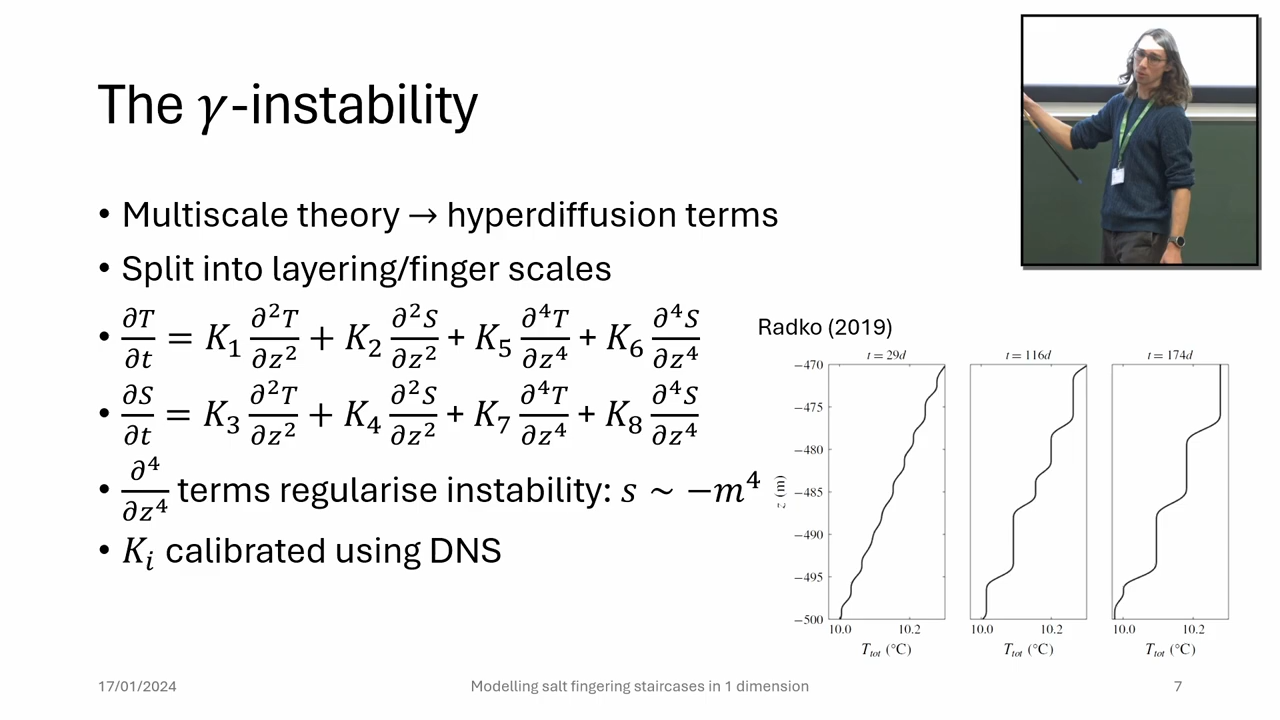 The γ-instability
• Multiscale theory → hyperdiffusion terms
• Split into layering/finger scales
• ∂T/∂t = K₁ ∂²T/∂z² + K₂ ∂²S/∂z² + K₅ ∂⁴T/∂z⁴ + K₆ ∂⁴S/∂z⁴
• ∂S/∂t = K₃ ∂²T/∂z² + K₄ ∂²S/∂z² + K₇ ∂⁴T/∂z⁴ + K₈ ∂⁴S/∂z⁴
• ∂⁴/∂z⁴ terms regularise instability: s ~ −m⁴
• Kᵢ calibrated using DNS
Radko (2019)
t = 29d t = 116d t = 174d
−470
−475
−480
−485
−490
−495
−500
z (m)
10.0 10.2 10.0 10.2 10.0 10.2
T_tot (°C) T_tot (°C) T_tot (°C)
17/01/2024 Modelling salt fingering staircases in 1 dimension 7